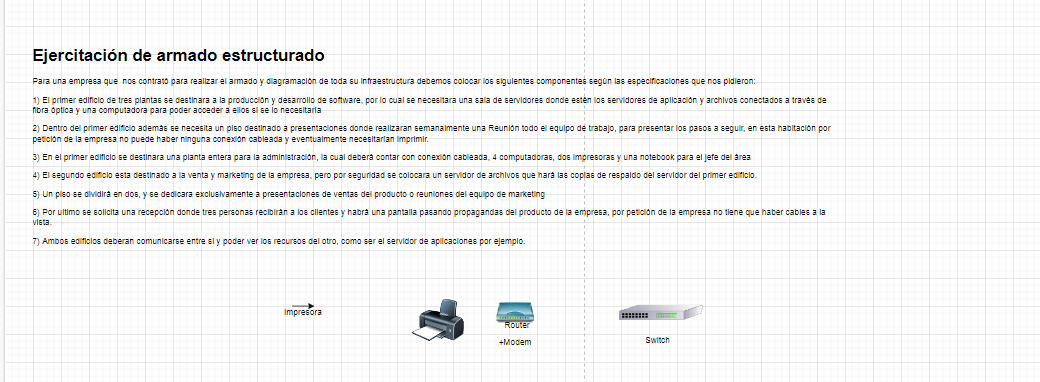 Ejercitación de armado estructurado
Para una empresa que nos contrató para realizar el armado y diagramación de toda su infraestructura debemos colocar los siguientes componentes según las especificaciones que nos pidieron:
1) El primer edificio de tres plantas se destinara a la producción y desarrollo de software, por lo cual se necesitara una sala de servidores donde estén los servidores de aplicación y archivos conectados a través de
fibra óptica y una computadora para poder acceder a ellos si se lo necesitaria
2) Dentro del primer edificio además se necesita un piso destinado a presentaciones donde realizaran semanalmente una Reunión todo el equipo de trabajo, para presentar los pasos a seguir, en esta habitación por
petición de la empresa no puede haber ninguna conexión cableada y eventualmente necesitarían imprimir.
3) En el primer edificio se destinara una planta entera para la administración, la cual deberá contar con conexión cableada, 4 computadoras, dos impresoras y una notebook para el jefe del área
4) El segundo edificio esta destinado a la venta y marketing de la empresa, pero por seguridad se colocara un servidor de archivos que hará las copias de respaldo del servidor del primer edificio.
5) Un piso se dividirá en dos, y se dedicara exclusivamente a presentaciones de ventas del producto o reuniones del equipo de marketing
6) Por ultimo se solicita una recepción donde tres personas recibirán a los clientes y habrá una pantalla pasando propagandas del producto de la empresa, por petición de la empresa no tiene que haber cables a la
vista.
7) Ambos edificios deberan comunicarse entre si y poder ver los recursos del otro, como ser el servidor de aplicaciones por ejemplo.
Impresora
Router
+Modem
Switch